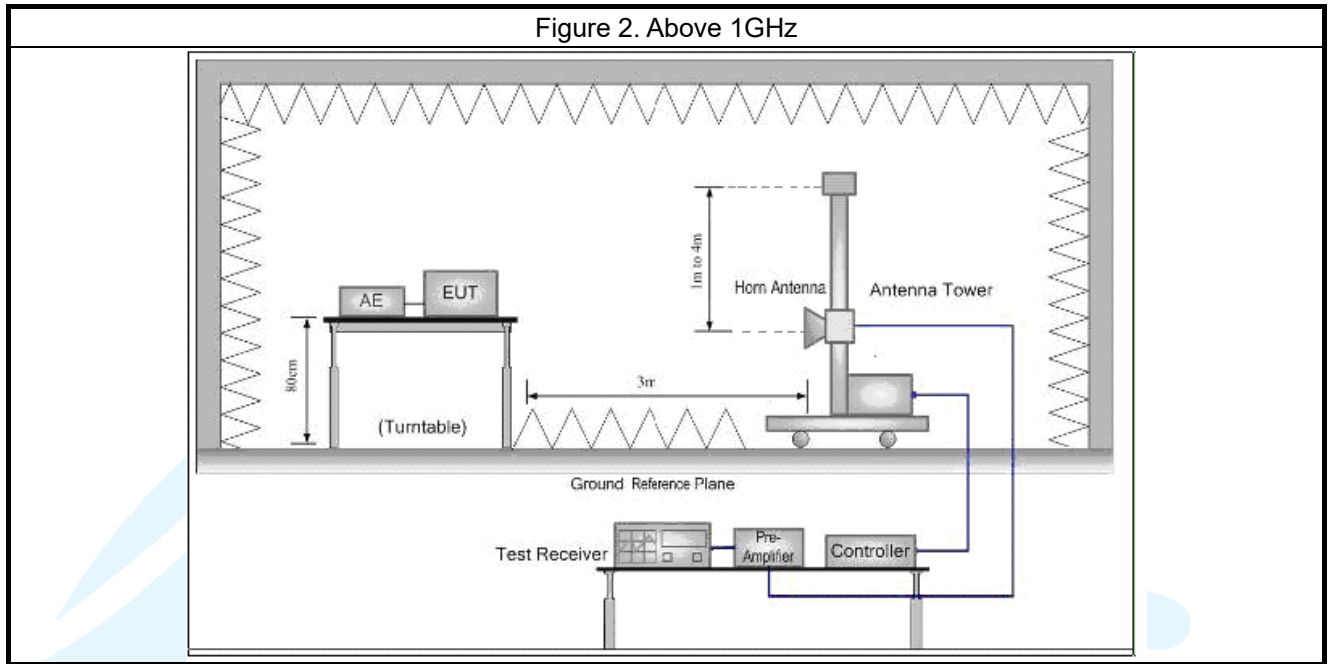 Figure 2. Above 1GHz
1m to 4m
Horn Antenna
Antenna Tower
AE
EUT
80cm
3m
(Turntable)
Ground Reference Plane
Test Receiver
Pre-
Amplifier
Controller